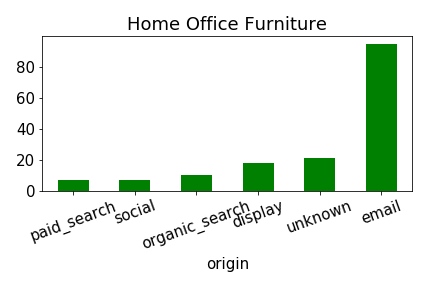 Home Office Furniture
80
60
40
20
0
paid_search
social
organic_search
display
unknown
email
origin